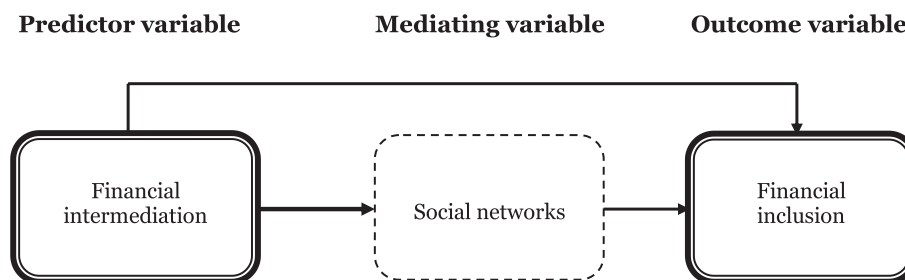 Predictor variable
Mediating variable
Outcome variable
Financial
intermediation
Social networks
Financial
inclusion